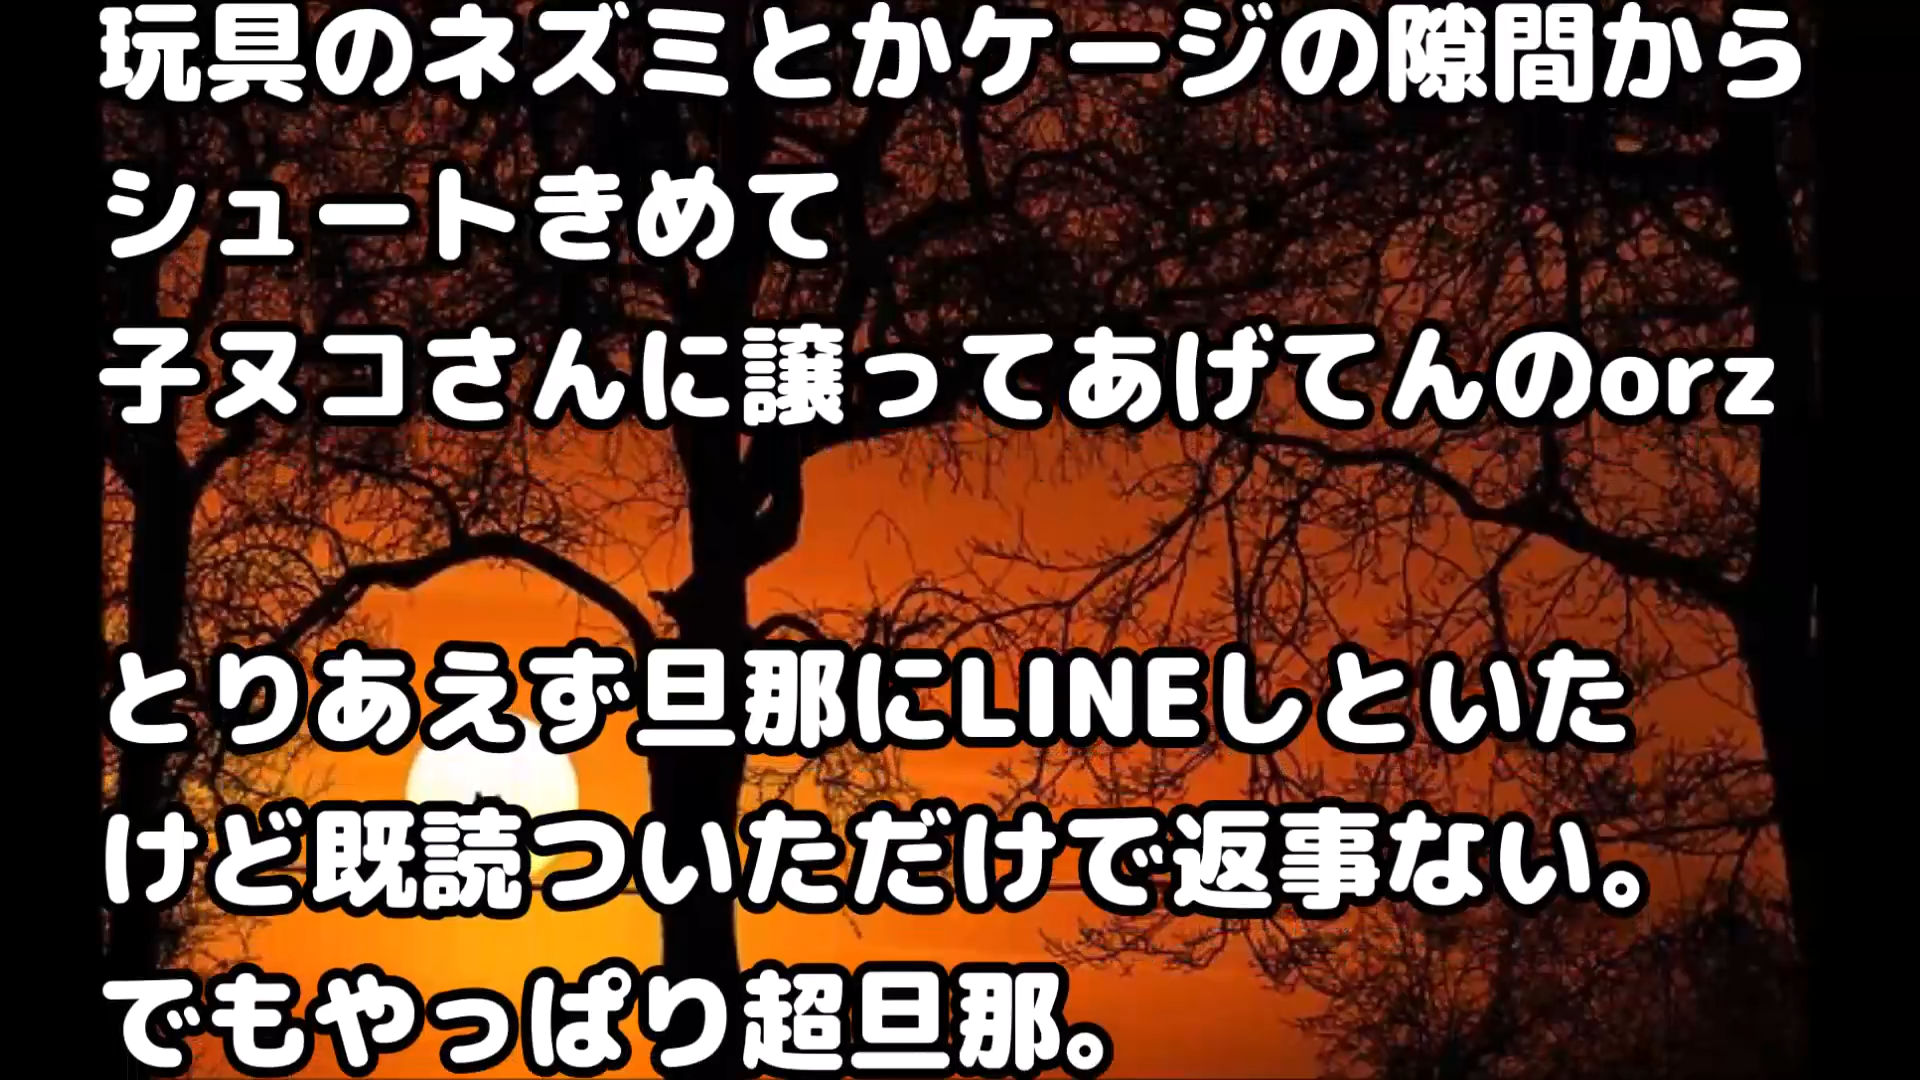 玩具のネズミとかケージの隙間から
シュートきめて
子ヌコさんに譲ってあげてんのorz
とりあえず旦那にLINEしといた
けど既読ついただけで返事ない。
でもやっぱり超旦那。